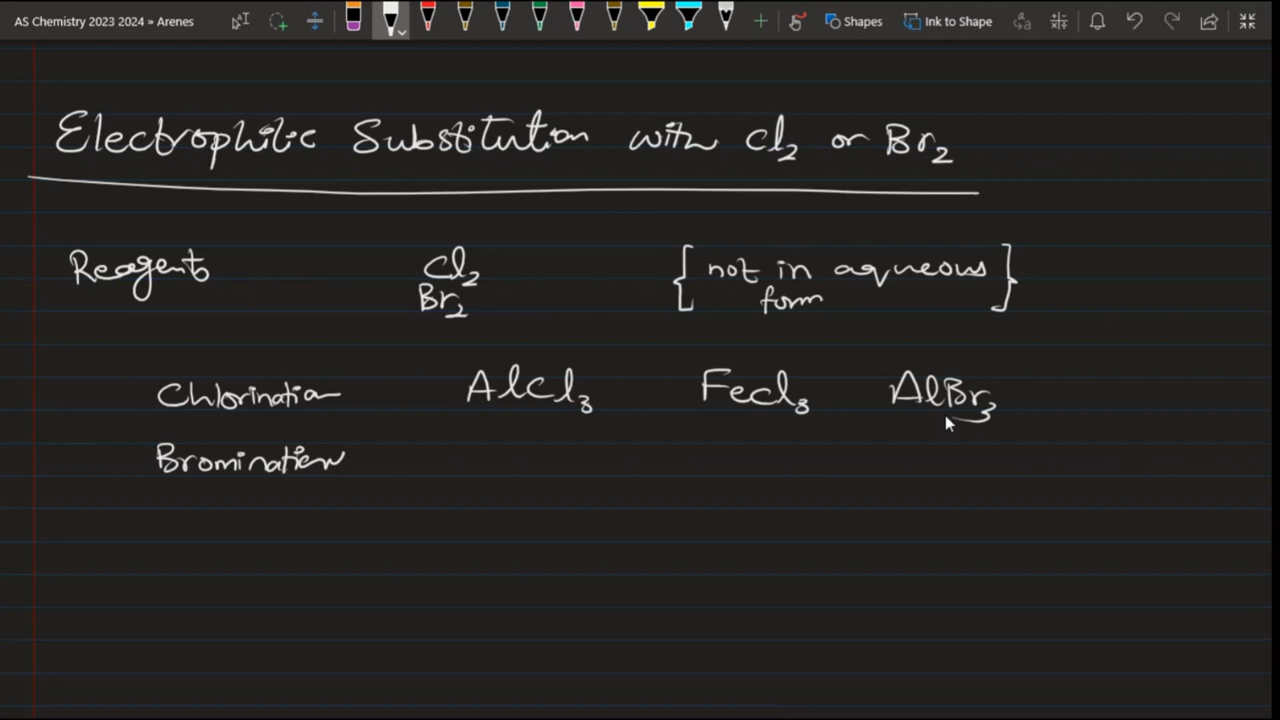 AS Chemistry 2023 2024 » Arenes
Shapes
Ink to Shape
Electrophilic Substitution with Cl2 or Br2
Reagents Cl2 { not in aqueous }
Br2 form
Chlorination AlCl3 FeCl3 AlBr3
Bromination